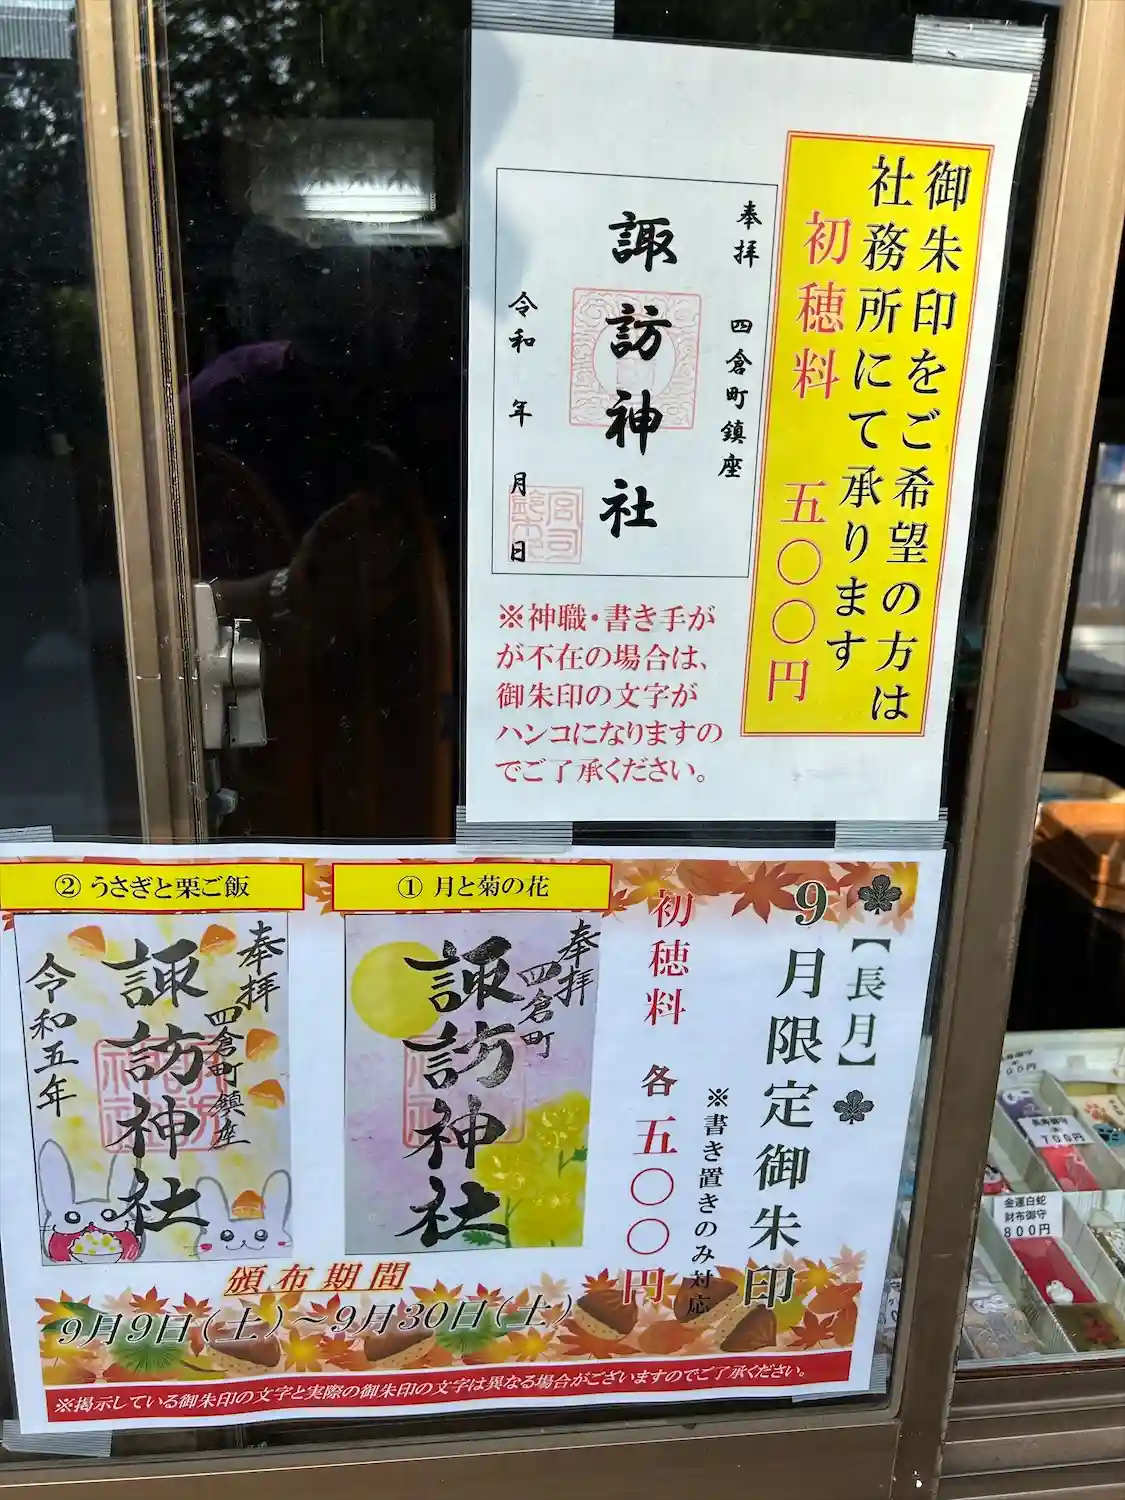 御朱印をご希望の方は
社務所にて承ります
初穂料 五〇〇円
奉拝 四倉町鎮座
諏訪神社
令和 年 月 日
※神職・書き手が
が不在の場合は、
御朱印の文字が
ハンコになりますの
でご了承ください。
【長月】
9月限定御朱印
※書き置きのみ対応
初穂料 各五〇〇円
① 月と菊の花
奉拝
四倉町
諏訪神社
② うさぎと栗ご飯
奉拝
四倉町鎮座
諏訪神社
令和五年
頒布期間
9月9日(土)~9月30日(土)
※掲示している御朱印の文字と実際の御朱印の文字は異なる場合がございますのでご了承ください。
700円
金運白蛇
財布御守
800円